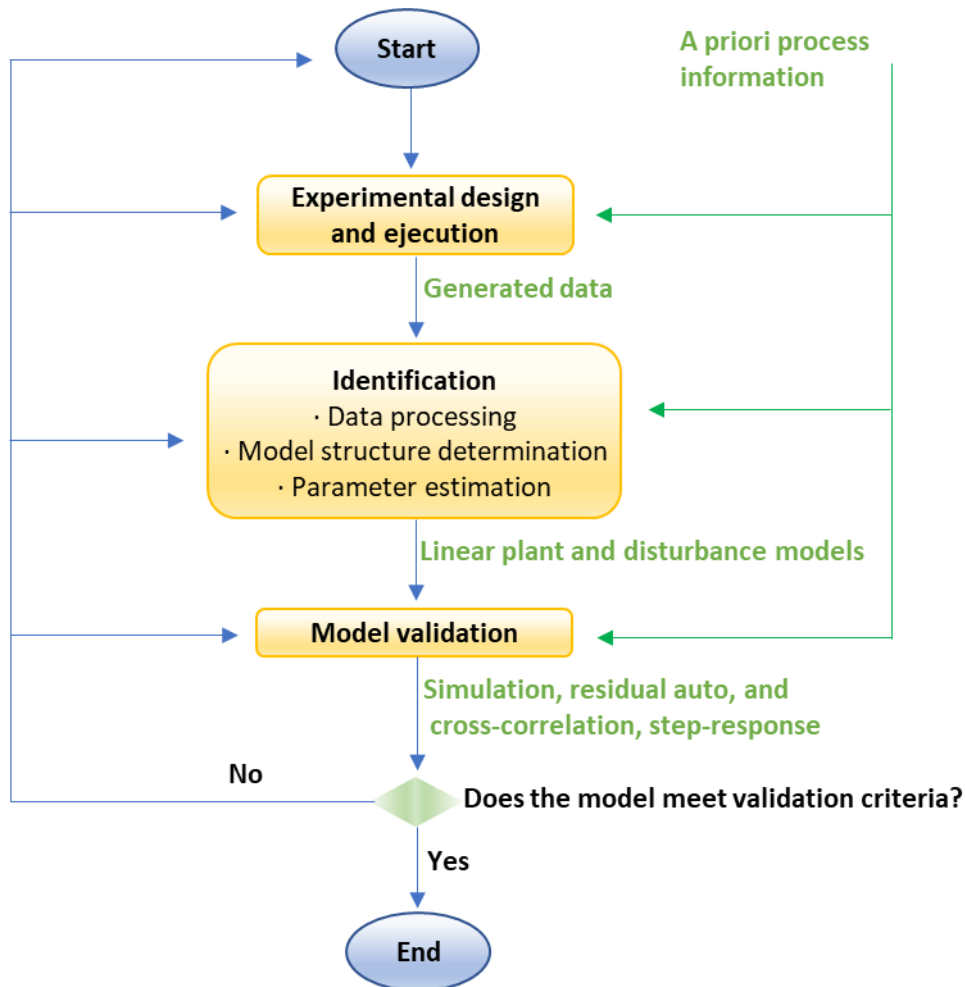 Start
A priori process
information
Experimental design
and ejecution
Generated data
Identification
· Data processing
· Model structure determination
· Parameter estimation
Linear plant and disturbance models
Model validation
Simulation, residual auto, and
cross-correlation, step-response
No
Does the model meet validation criteria?
Yes
End